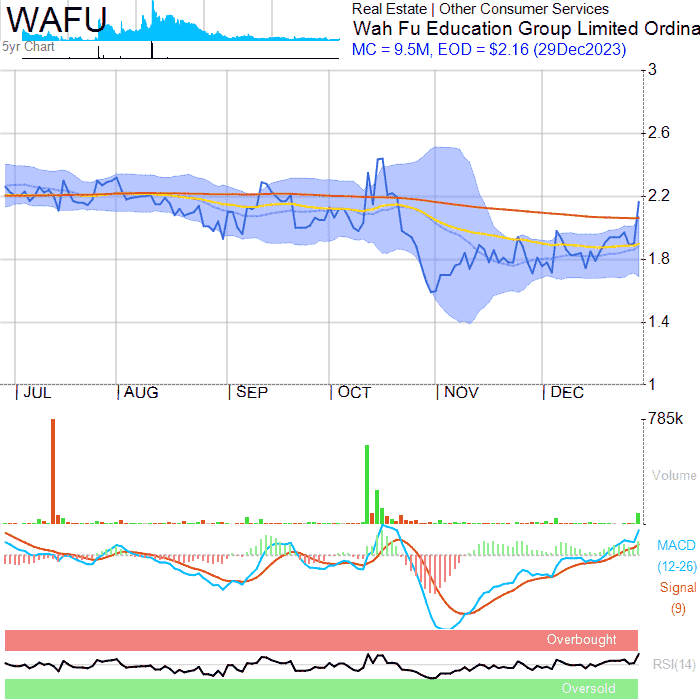 WAFU
5yr Chart
Real Estate | Other Consumer Services
Wah Fu Education Group Limited Ordina
MC = 9.5M, EOD = $2.16 (29Dec2023)
3
2.6
2.2
1.8
1.4
1
JUL AUG SEP OCT NOV DEC
785k
Volume
MACD
(12-26)
Signal
(9)
Overbought
RSI(14)
Oversold